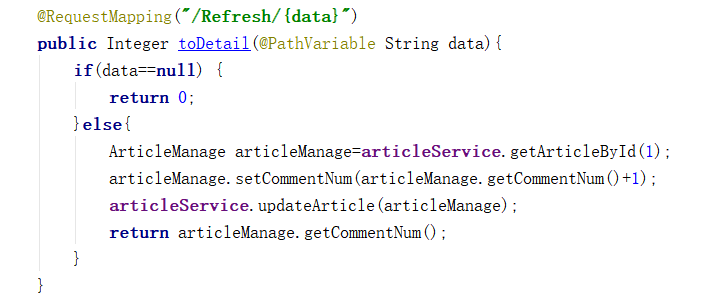 @RequestMapping("/Refresh/{data}")
public Integer toDetail(@PathVariable String data){
    if(data==null) {
        return 0;
    }else{
        ArticleManage articleManage=articleService.getArticleById(1);
        articleManage.setCommentNum(articleManage.getCommentNum()+1);
        articleService.updateArticle(articleManage);
        return articleManage.getCommentNum();
    }
}